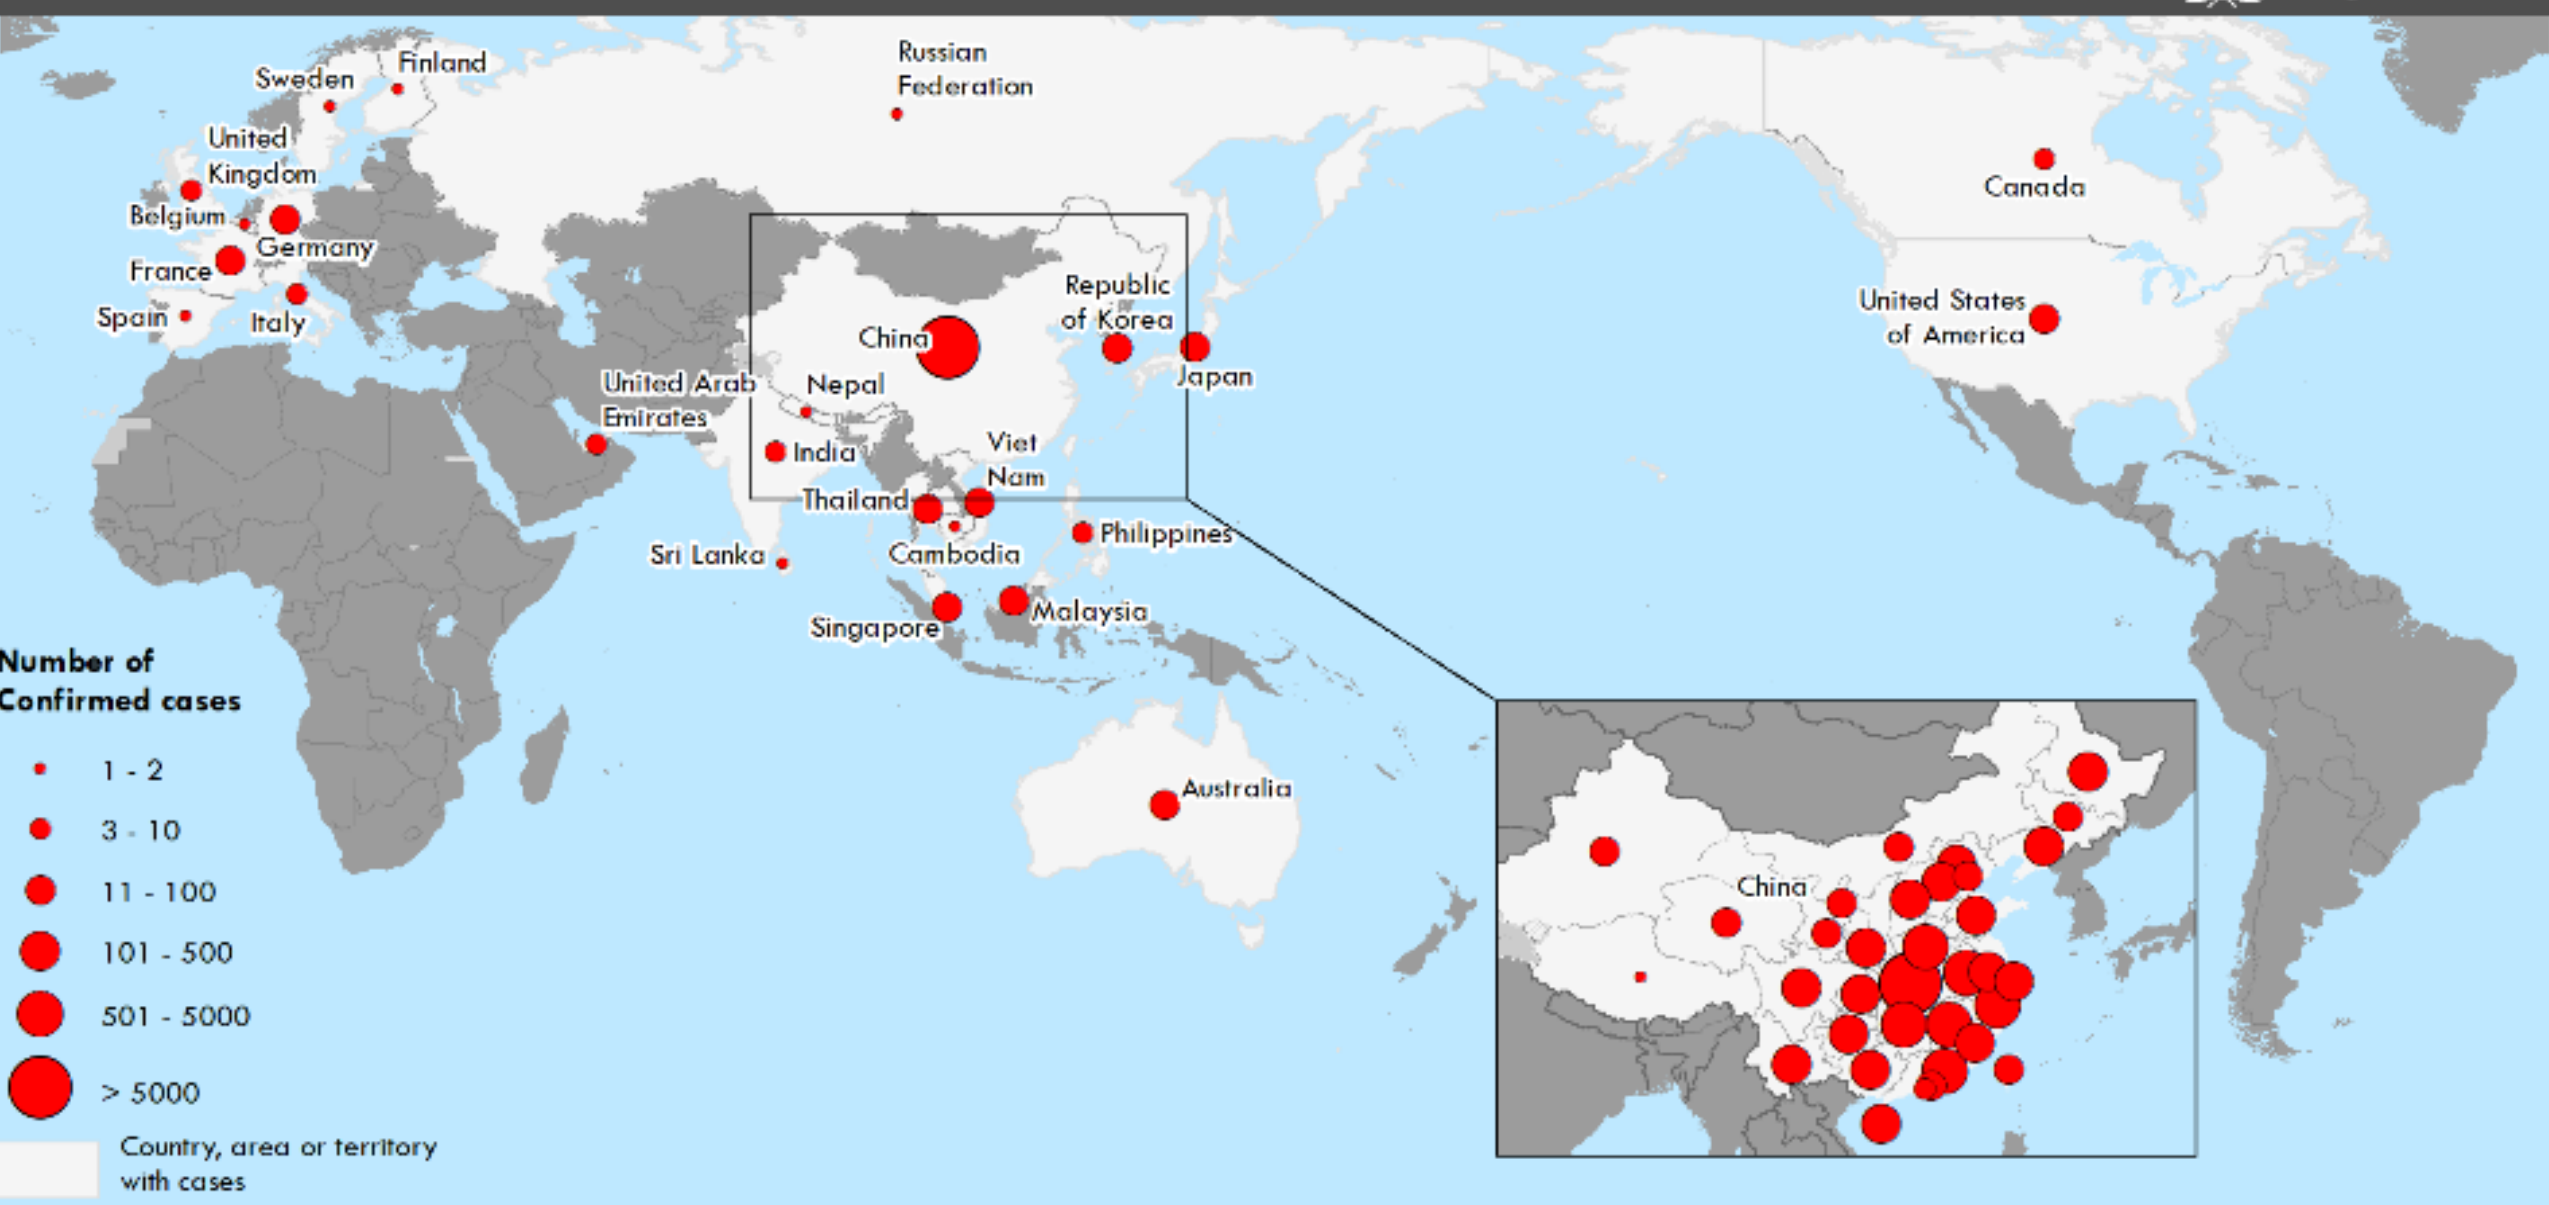 Finland
Sweden
Russian
Federation
United
Kingdom
Belgium
Germany
France
Spain
Italy
Canada
United States
of America
Republic
of Korea
China
Japan
Nepal
United Arab
Emirates
India
Viet
Nam
Thailand
Philippines
Cambodia
Sri Lanka
Singapore
Malaysia
Australia
Number of
Confirmed cases
1 - 2
3 - 10
11 - 100
101 - 500
501 - 5000
> 5000
Country, area or territory
with cases
China